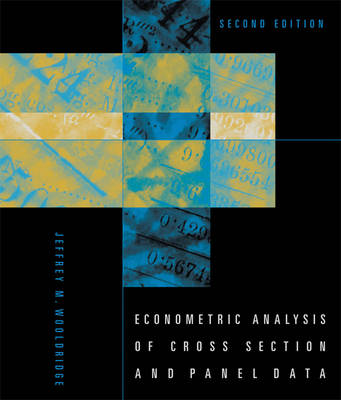 SECOND EDITION
JEFFREY M. WOOLDRIDGE
ECONOMETRIC ANALYSIS
OF CROSS SECTION
AND PANEL DATA